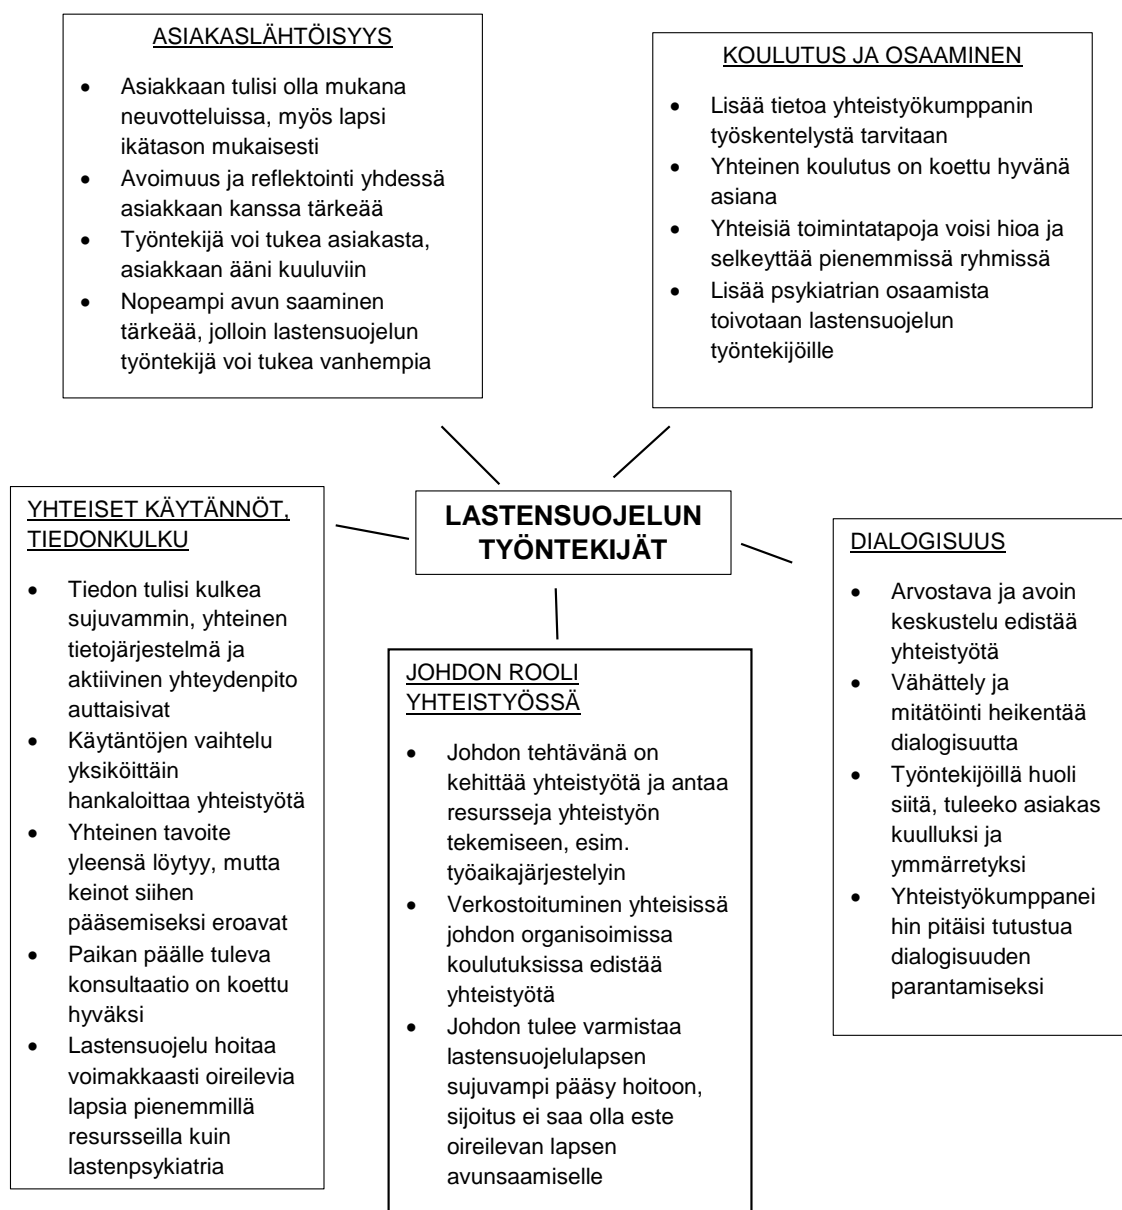 ASIAKASLÄHTÖISYYS
• Asiakkaan tulisi olla mukana
neuvotteluissa, myös lapsi
ikätason mukaisesti
• Avoimuus ja reflektointi yhdessä
asiakkaan kanssa tärkeää
• Työntekijä voi tukea asiakasta,
asiakkaan ääni kuuluviin
• Nopeampi avun saaminen
tärkeää, jolloin lastensuojelun
työntekijä voi tukea vanhempia
KOULUTUS JA OSAAMINEN
• Lisää tietoa yhteistyökumppanin
työskentelystä tarvitaan
• Yhteinen koulutus on koettu hyvänä
asiana
• Yhteisiä toimintatapoja voisi hioa ja
selkeyttää pienemmissä ryhmissä
• Lisää psykiatrian osaamista
toivotaan lastensuojelun
työntekijöille
LASTENSUOJELUN
TYÖNTEKIJÄT
YHTEISET KÄYTÄNNÖT,
TIEDONKULKU
• Tiedon tulisi kulkea
sujuvammin, yhteinen
tietojärjestelmä ja
aktiivinen yhteydenpito
auttaisivat
• Käytäntöjen vaihtelu
yksiköittäin
hankaloittaa yhteistyötä
• Yhteinen tavoite
yleensä löytyy, mutta
keinot siihen
pääsemiseksi eroavat
• Paikan päälle tuleva
konsultaatio on koettu
hyväksi
• Lastensuojelu hoitaa
voimakkaasti oireilevia
lapsia pienemmillä
resursseilla kuin
lastenpsykiatria
JOHDON ROOLI
YHTEISTYÖSSÄ
• Johdon tehtävänä on
kehittää yhteistyötä ja antaa
resursseja yhteistyön
tekemiseen, esim.
työaikajärjestelyin
• Verkostoituminen yhteisissä
johdon organisoimissa
koulutuksissa edistää
yhteistyötä
• Johdon tulee varmistaa
lastensuojelulapsen
sujuvampi pääsy hoitoon,
sijoitus ei saa olla este
oireilevan lapsen
avunsaamiselle
DIALOGISUUS
• Arvostava ja avoin
keskustelu edistää
yhteistyötä
• Vähättely ja
mitätöinti heikentää
dialogisuutta
• Työntekijöillä huoli
siitä, tuleeko asiakas
kuulluksi ja
ymmärretyksi
• Yhteistyökumppanei
hin pitäisi tutustua
dialogisuuden
parantamiseksi